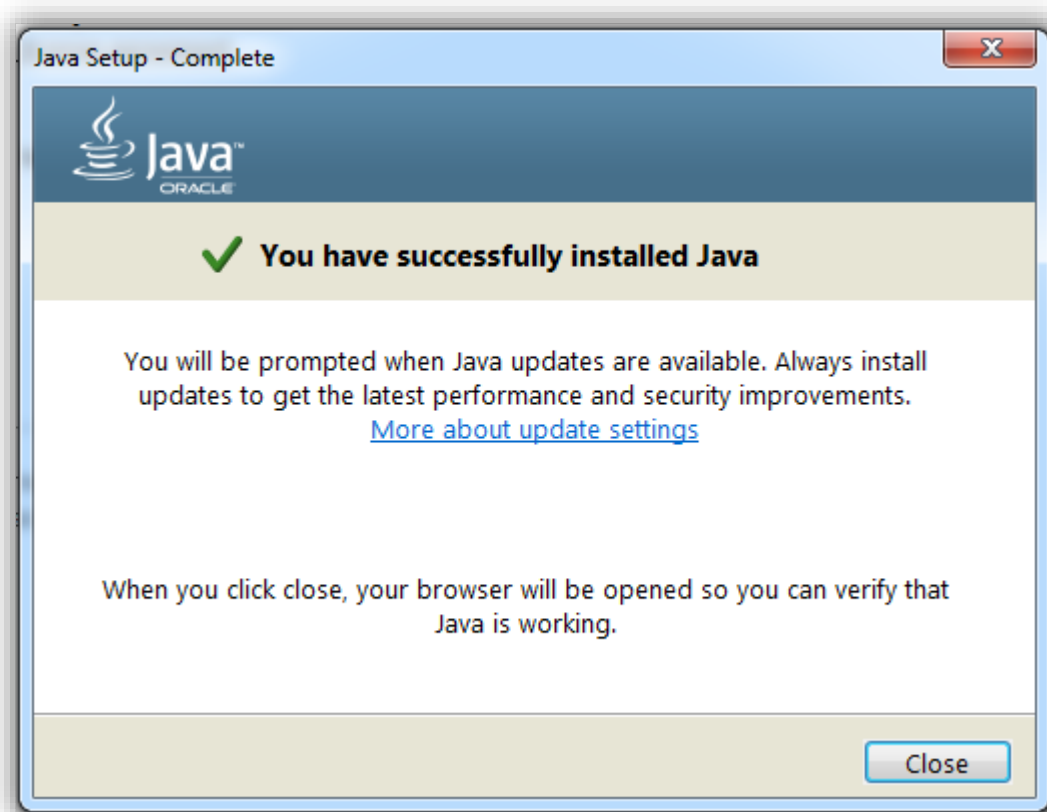 Java Setup - Complete
Java™
ORACLE
You have successfully installed Java
You will be prompted when Java updates are available. Always install
updates to get the latest performance and security improvements.
More about update settings
When you click close, your browser will be opened so you can verify that
Java is working.
Close